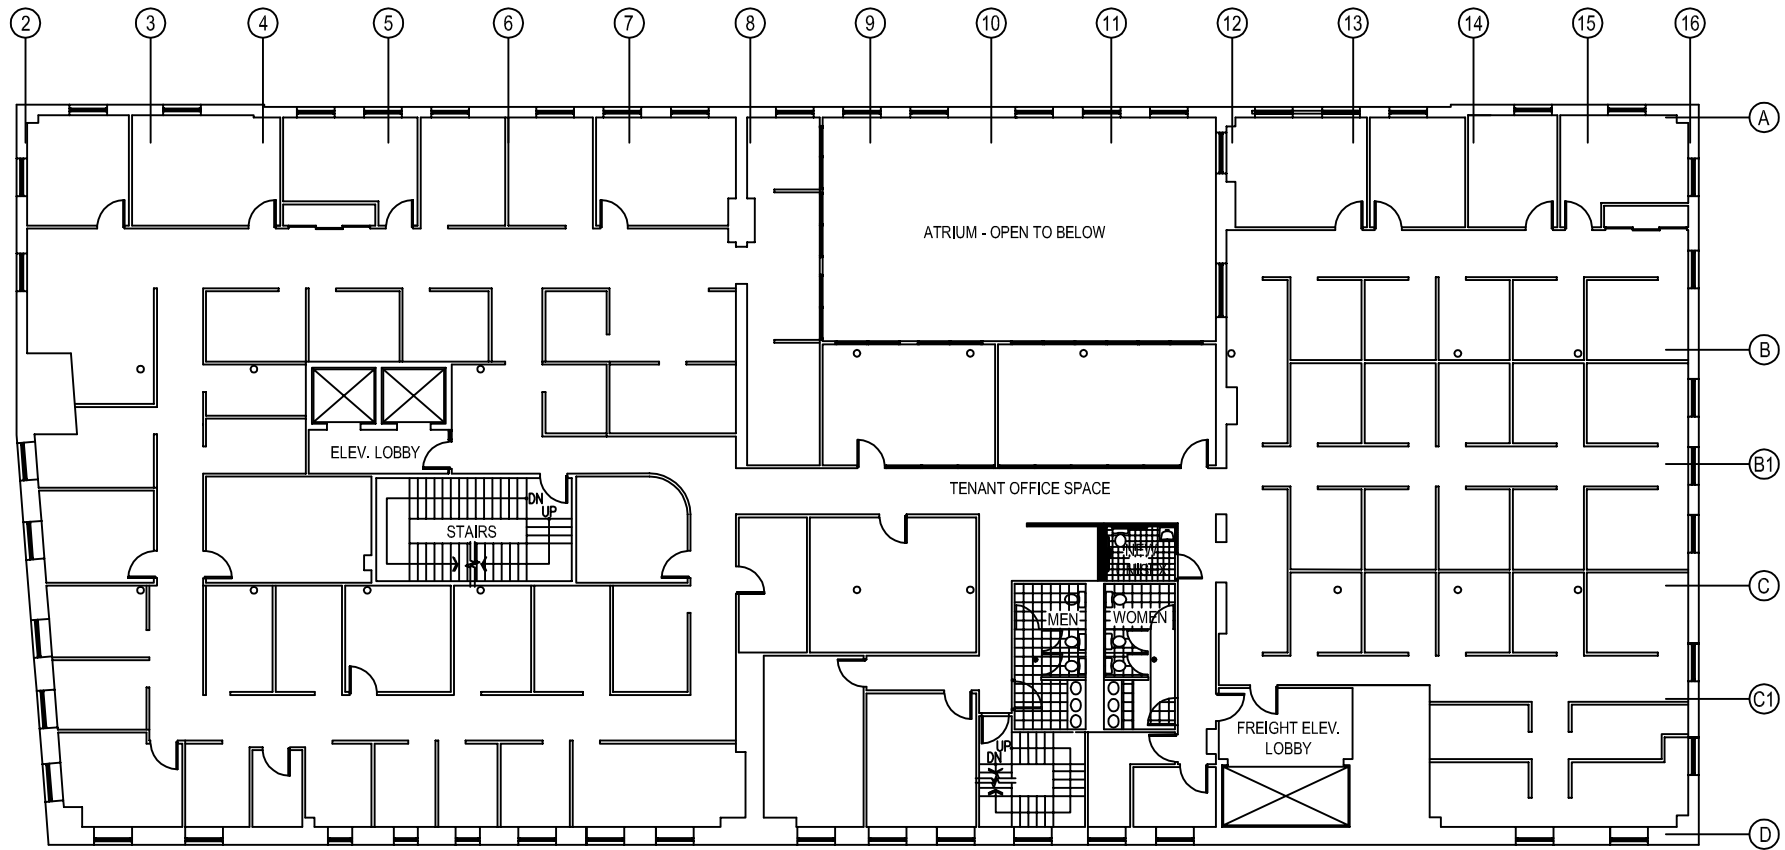 2 3 4 5 6 7 8 9 10 11 12 13 14 15 16
A
ATRIUM - OPEN TO BELOW
B
ELEV. LOBBY
B1
TENANT OFFICE SPACE
DN
UP
STAIRS
NEW
C
MEN
WOMEN
C1
FREIGHT ELEV.
LOBBY
UP
DN
D